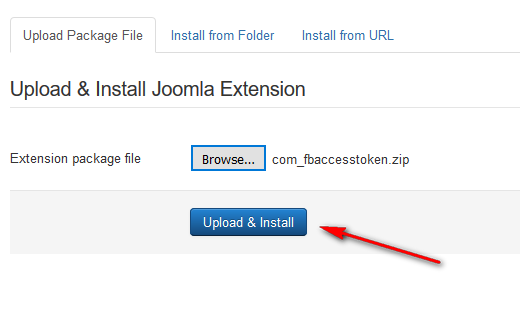 Upload Package File Install from Folder Install from URL
Upload & Install Joomla Extension
Extension package file Browse... com_fbaccesstoken.zip
Upload & Install